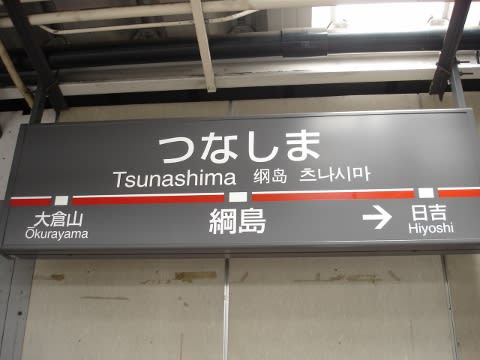 つなしま
Tsunashima 纲岛 츠나시마
大倉山 綱島 → 日吉
Okurayama Hiyoshi